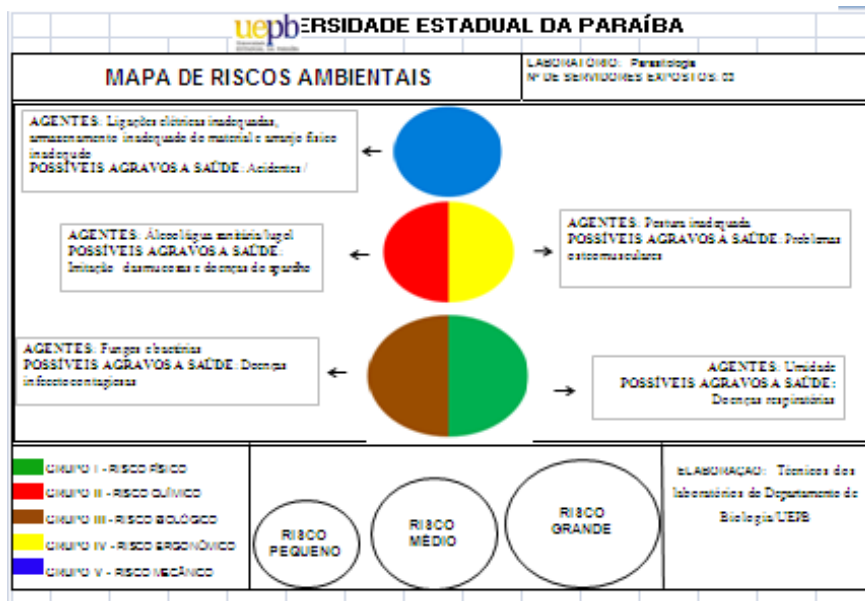 uepb ERSIDADE ESTADUAL DA PARAÍBA
MAPA DE RISCOS AMBIENTAIS
LABORATÓRIO: Parasitologia
Nº DE SERVIDORES EXPOSTOS: 03
AGENTES: Ligações elétricas inadequadas,
armazenamento inadequado de material e arranjo físico
inadequado
POSSÍVEIS AGRAVOS A SAÚDE: Acidentes /
AGENTES: Álcool/água sanitária/lugol
POSSÍVEIS AGRAVOS A SAÚDE:
Irritação das mucosas e doenças do aparelho
AGENTES: Postura inadequada
POSSÍVEIS AGRAVOS A SAÚDE: Problemas
osteomusculares
AGENTES: Fungos e bactérias
POSSÍVEIS AGRAVOS A SAÚDE: Doenças
infectocontagiosas
AGENTES: Umidade
POSSÍVEIS AGRAVOS A SAÚDE:
Doenças respiratórias
GRUPO I - RISCO FÍSICO
GRUPO II - RISCO QUÍMICO
GRUPO III - RISCO BIOLÓGICO
GRUPO IV - RISCO ERGONÔMICO
GRUPO V - RISCO MECÂNICO
RISCO
PEQUENO
RISCO
MÉDIO
RISCO
GRANDE
ELABORAÇÃO: Técnicos dos
laboratórios do Departamento de
Biologia/UEPB